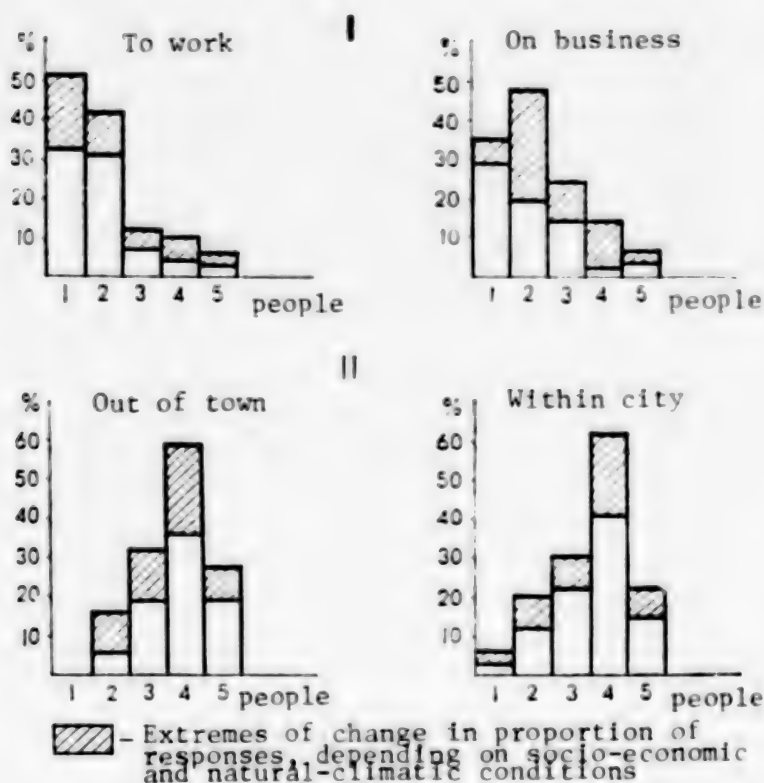 I
% To work
50
40
30
20
10
1 2 3 4 5 people
% On business
50
40
30
20
10
1 2 3 4 5 people
II
% Out of town
60
50
40
30
20
10
1 2 3 4 5 people
% Within city
60
50
40
30
20
10
1 2 3 4 5 people
– Extremes of change in proportion of
responses, depending on socio-economic
and natural-climatic conditions